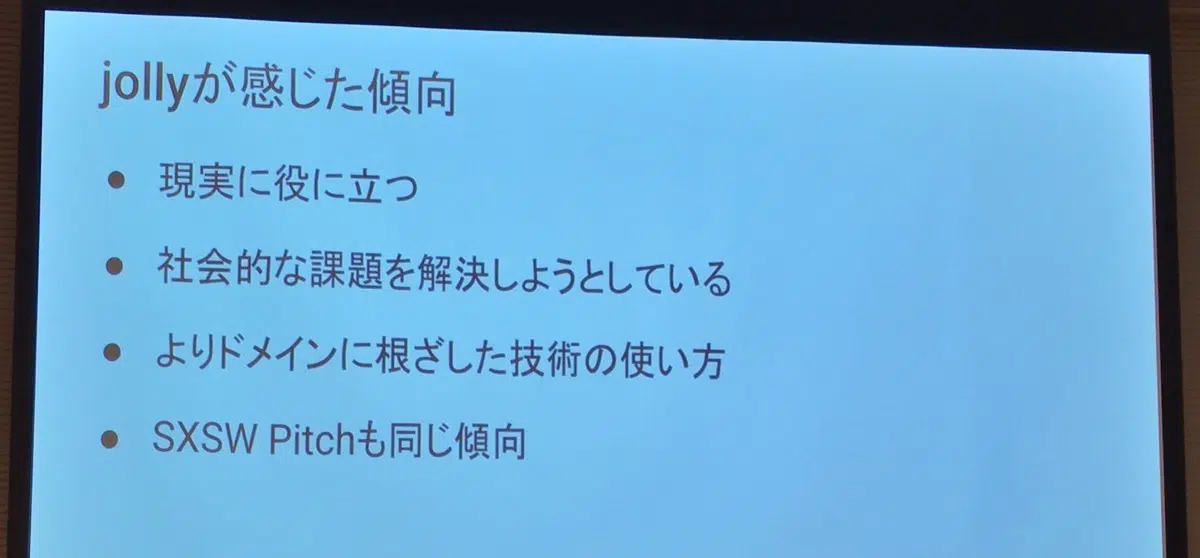 jollyが感じた傾向
● 現実に役に立つ
● 社会的な課題を解決しようとしている
● よりドメインに根ざした技術の使い方
● SXSW Pitchも同じ傾向